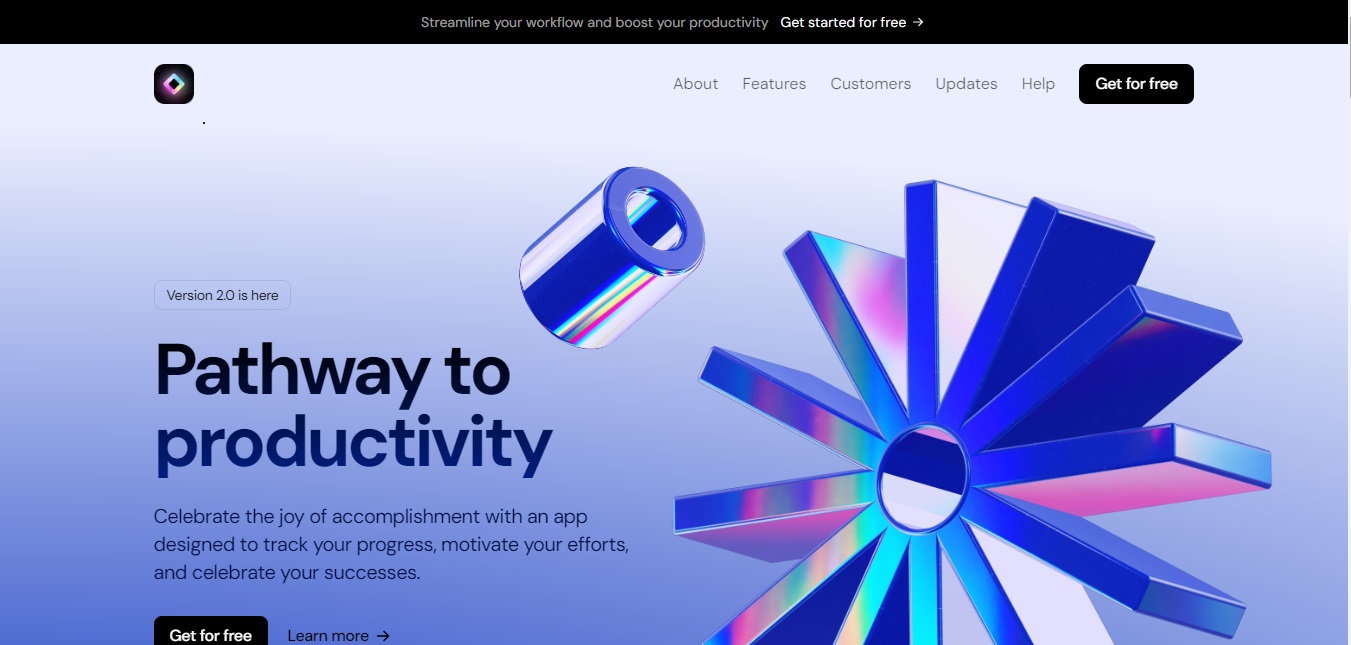 Streamline your workflow and boost your productivity Get started for free →
About Features Customers Updates Help Get for free
Version 2.0 is here
Pathway to
productivity
Celebrate the joy of accomplishment with an app
designed to track your progress, motivate your efforts,
and celebrate your successes.
Get for free Learn more →